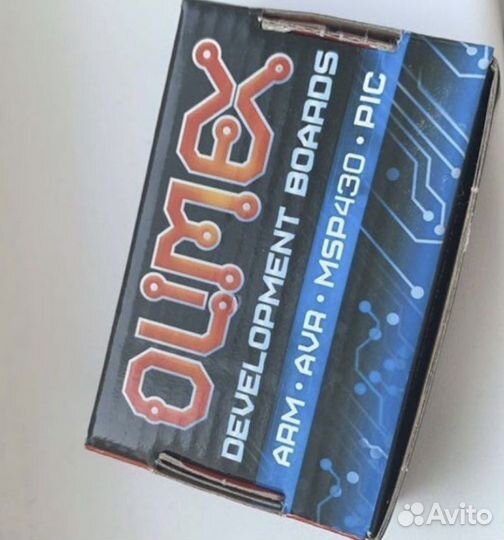 OLIMEX
DEVELOPMENT BOARDS
ARM · AVR · MSP430 · PIC
Avito